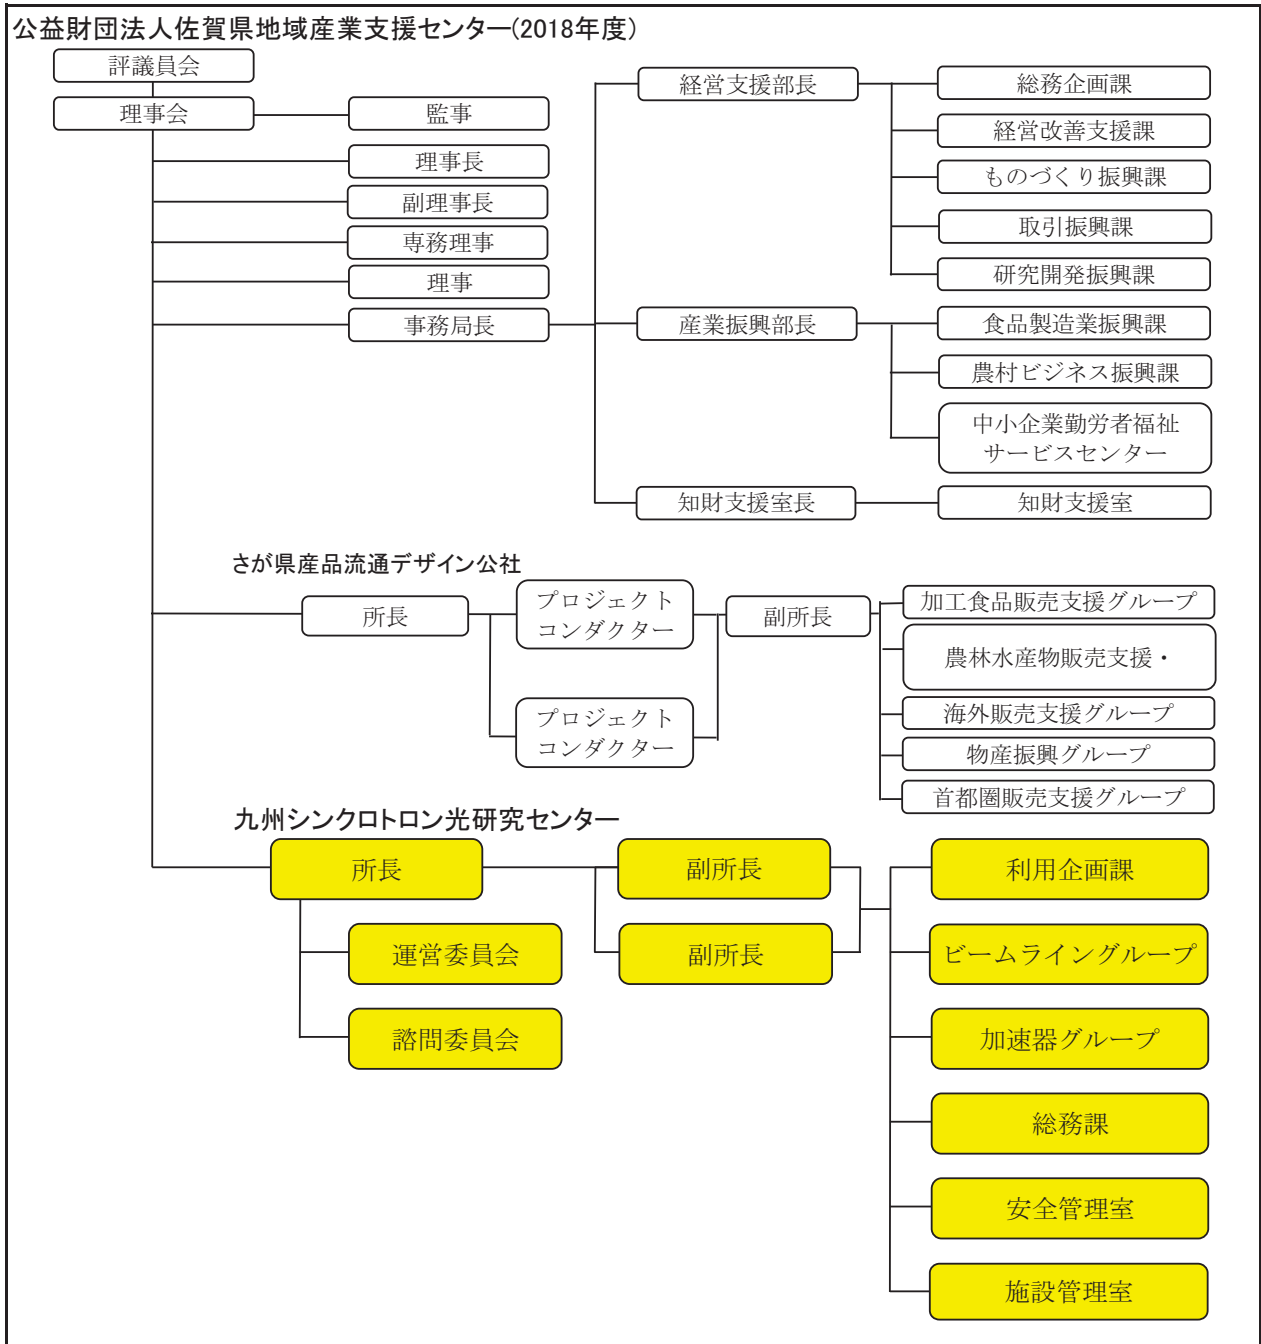 公益財団法人佐賀県地域産業支援センター(2018年度)
評議員会
理事会
監事
理事長
副理事長
専務理事
理事
事務局長
経営支援部長
総務企画課
経営改善支援課
ものづくり振興課
取引振興課
研究開発振興課
産業振興部長
食品製造業振興課
農村ビジネス振興課
中小企業勤労者福祉
サービスセンター
知財支援室長
知財支援室
さが県産品流通デザイン公社
所長
プロジェクト
コンダクター
プロジェクト
コンダクター
副所長
加工食品販売支援グループ
農林水産物販売支援・
海外販売支援グループ
物産振興グループ
首都圏販売支援グループ
九州シンクロトロン光研究センター
所長
運営委員会
諮問委員会
副所長
副所長
利用企画課
ビームライングループ
加速器グループ
総務課
安全管理室
施設管理室